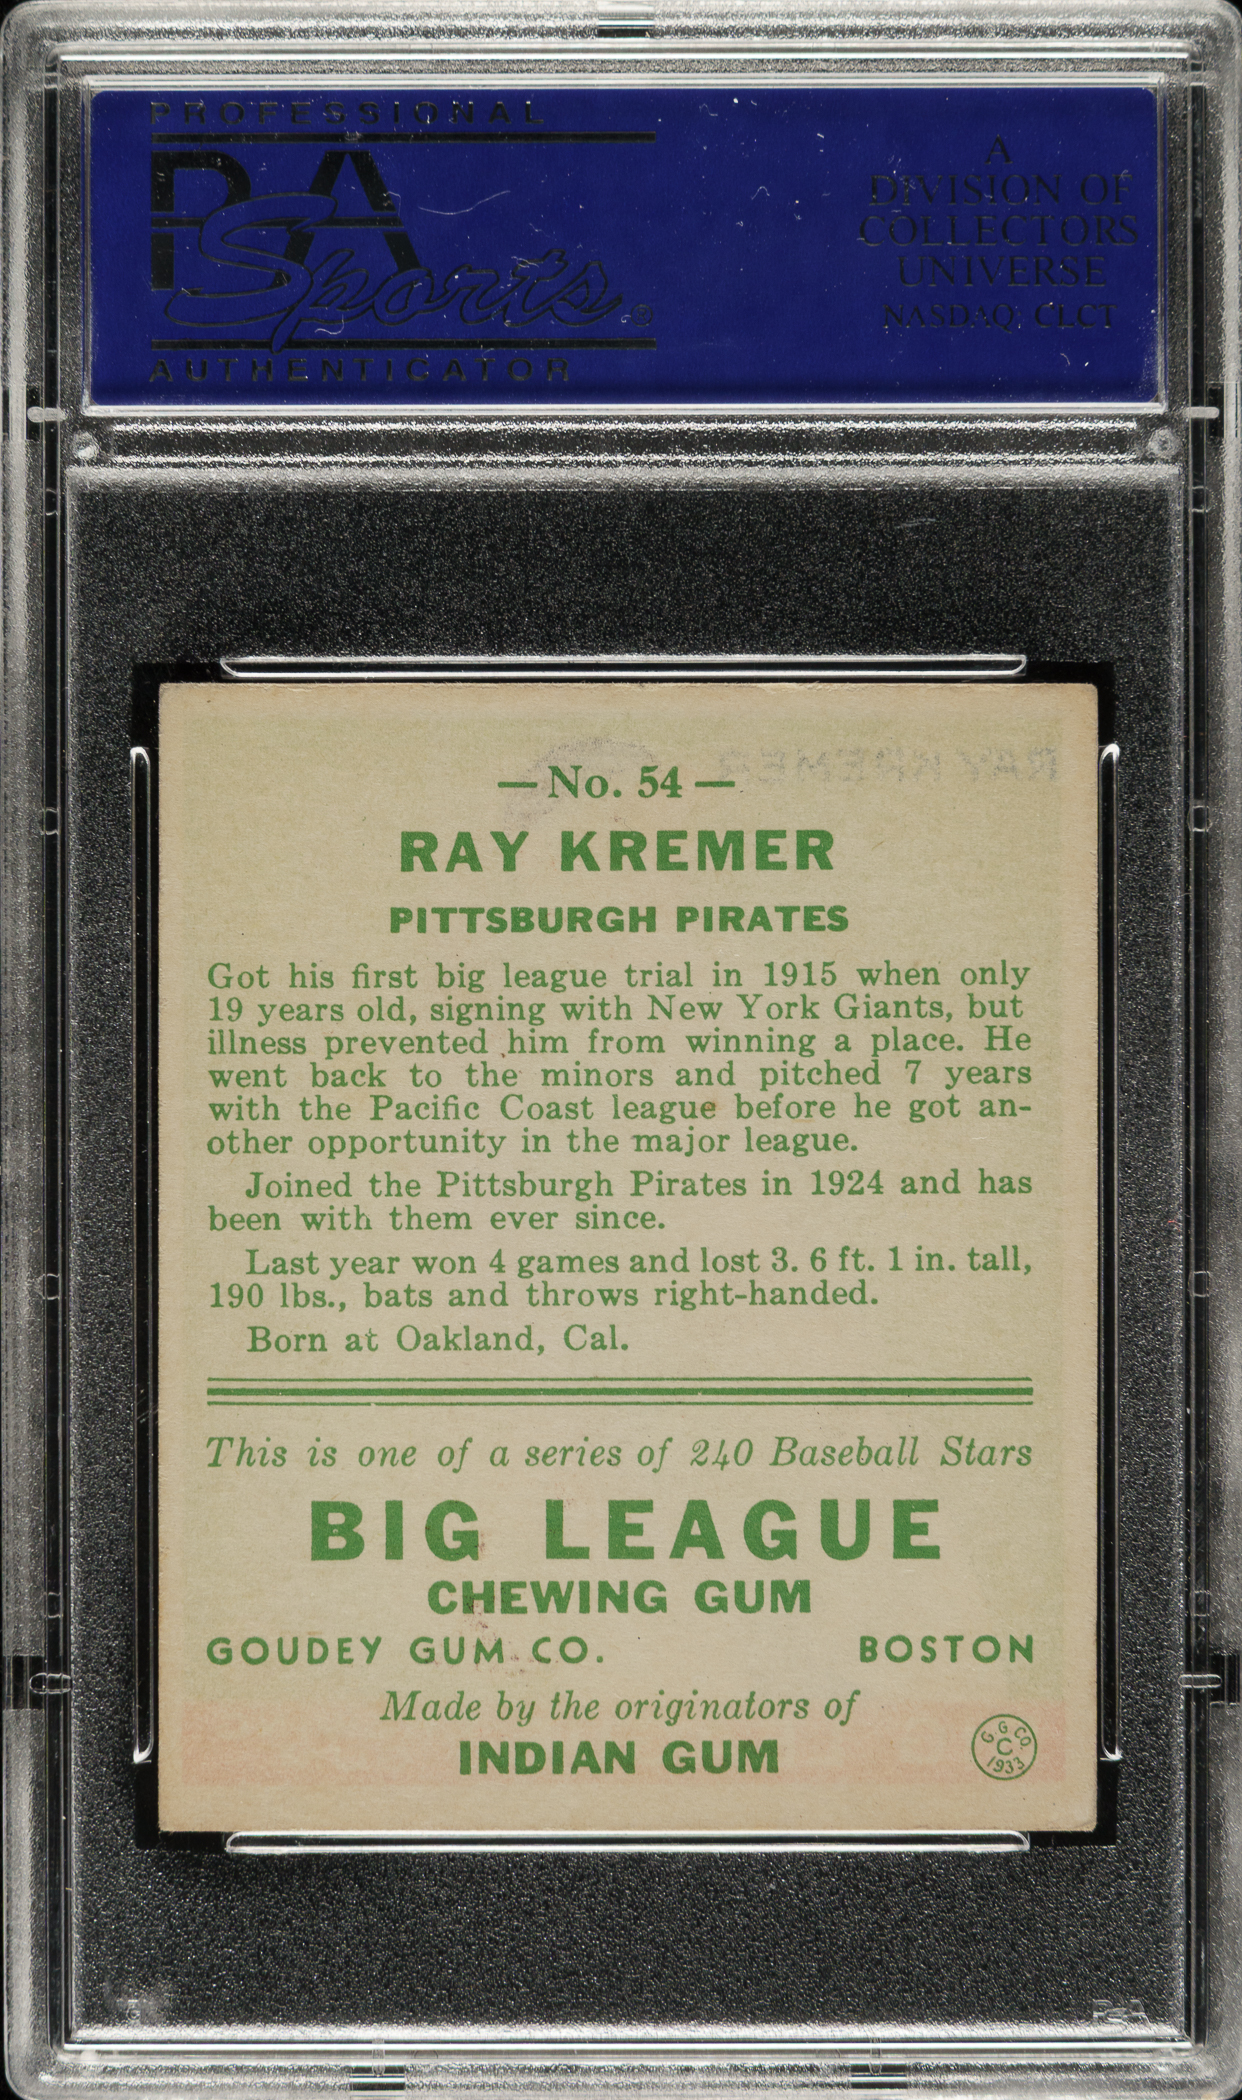 PROFESSIONAL
PSA
Sports ®
AUTHENTICATOR
A
DIVISION OF
COLLECTORS
UNIVERSE
NASDAQ: CLCT
RAY KREMER
— No. 54 —
RAY KREMER
PITTSBURGH PIRATES
Got his first big league trial in 1915 when only
19 years old, signing with New York Giants, but
illness prevented him from winning a place. He
went back to the minors and pitched 7 years
with the Pacific Coast league before he got an-
other opportunity in the major league.
Joined the Pittsburgh Pirates in 1924 and has
been with them ever since.
Last year won 4 games and lost 3. 6 ft. 1 in. tall,
190 lbs., bats and throws right-handed.
Born at Oakland, Cal.
This is one of a series of 240 Baseball Stars
BIG LEAGUE
CHEWING GUM
GOUDEY GUM CO. BOSTON
Made by the originators of
INDIAN GUM
G. G. CO.
C
1933
PSA